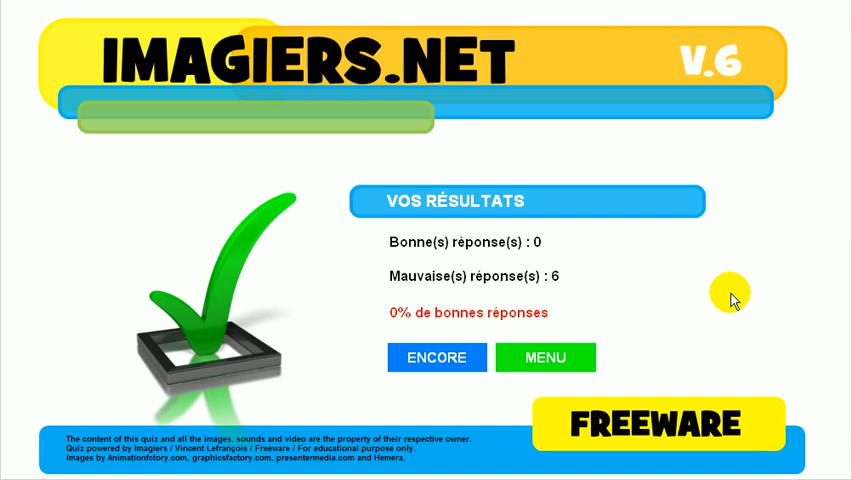 IMAGIERS.NET
V.6
VOS RÉSULTATS
Bonne(s) réponse(s) : 0
Mauvaise(s) réponse(s) : 6
0% de bonnes réponses
ENCORE
MENU
FREEWARE
The content of this quiz and all the images, sounds and video are the property of their respective owner.
Quiz powered by Imagiers / Vincent Lefrançois / Freeware / For educational purpose only.
Images by Animationfctory.com, graphicsfactory.com, presentermedia.com and Hemera.